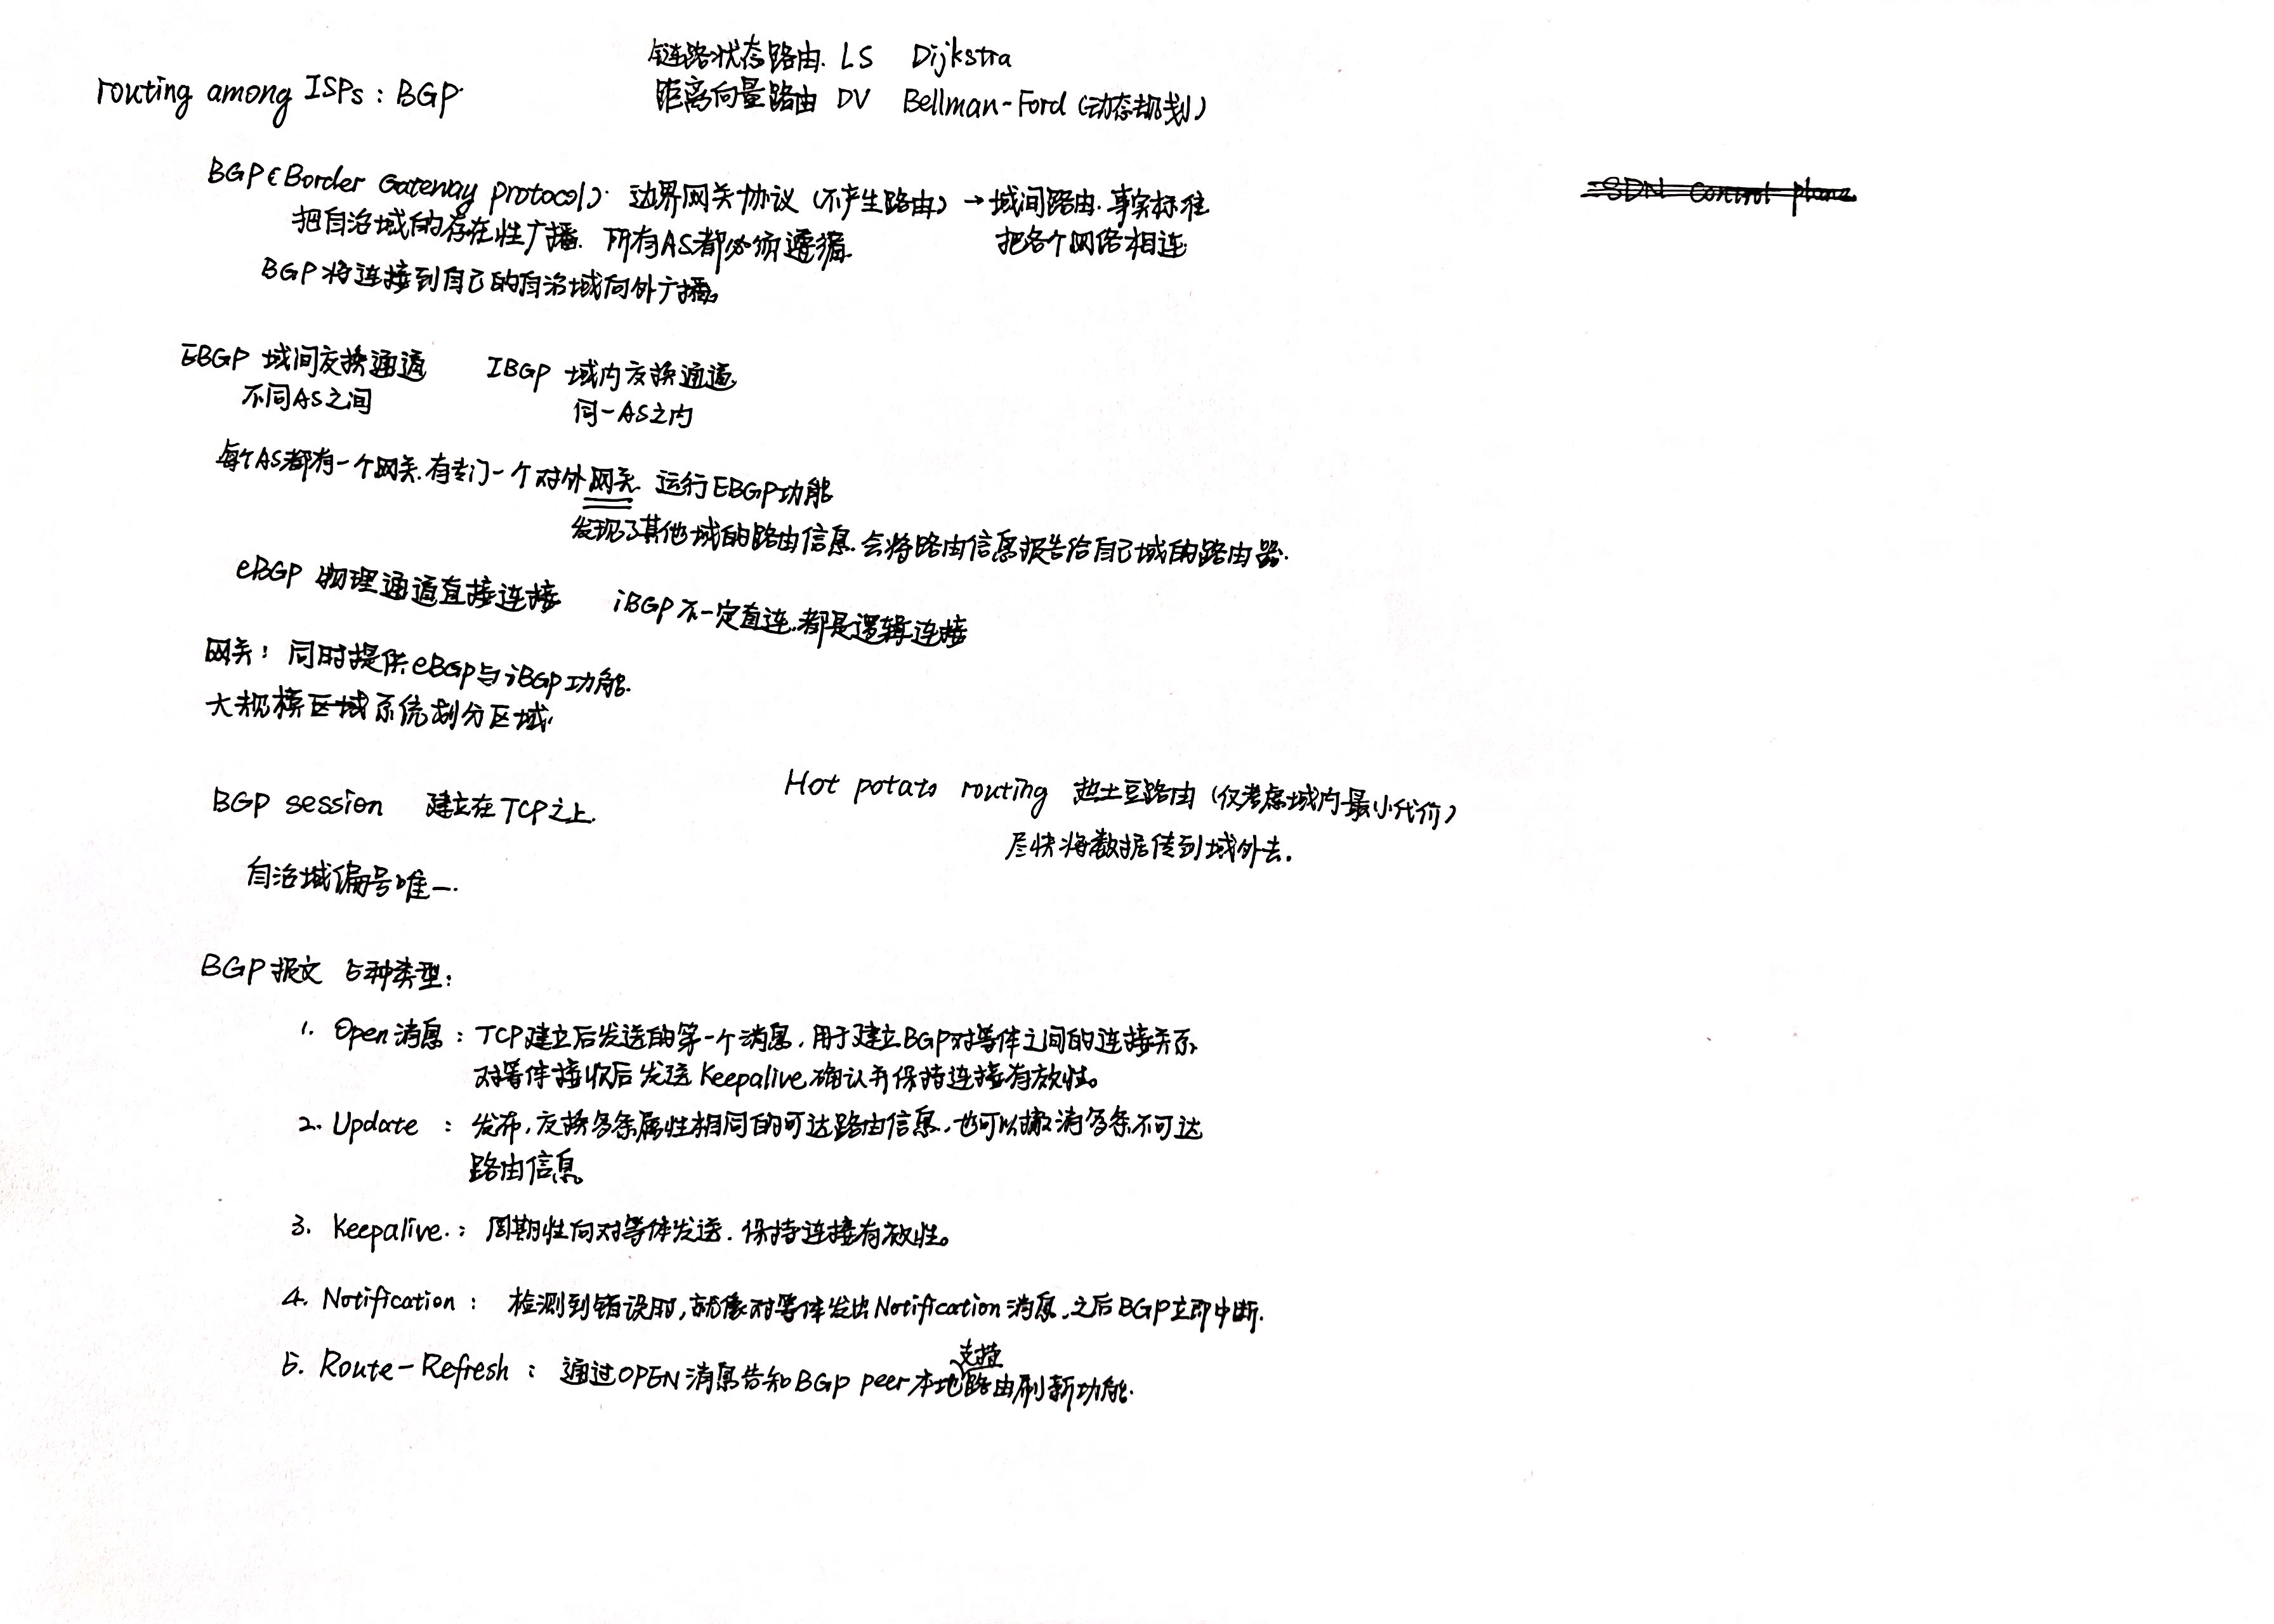 链路状态路由. LS Dijkstra
routing among ISPs : BGP
距离向量路由 DV Bellman-Ford (动态规划)
BGP (Border Gateway protocol). 边界网关协议 (不产生路由) → 域间路由. 事实标准
把自治域的存在性广播. 所有AS都必须遵循.
把各个网络相连
BGP将连接到自己的自治域向外广播。
SDN control plane
EBGP 域间交换通道
IBGP 域内交换通道
不同AS之间
同一AS之内
每个AS都有一个网关. 有专门一个对外网关. 运行EBGP功能
发现了其他域的路由信息. 会将路由信息报告给自己域的路由器.
eBGP 物理通道直接连接
iBGP不一定直连. 都是逻辑连接
网关: 同时提供eBGP与iBGP功能.
大规模区域系统划分区域.
BGP session 建立在TCP之上.
Hot potato routing 热土豆路由 (仅考虑域内最小代价)
尽快将数据传到域外去.
自治域编号唯一.
BGP报文 5种类型:
1. Open消息: TCP建立后发送的第一个消息, 用于建立BGP对等体之间的连接关系
对等体接收后发送Keepalive确认并保持连接有效性。
2. Update : 发布, 交换多条属性相同的可达路由信息, 也可以撤消多条不可达
路由信息。
3. Keepalive.: 周期性向对等体发送. 保持连接有效性。
4. Notification: 检测到错误时, 就像对等体发出Notification消息, 之后BGP立即中断.
5. Route-Refresh: 通过OPEN消息告知BGP peer本地支持路由刷新功能.